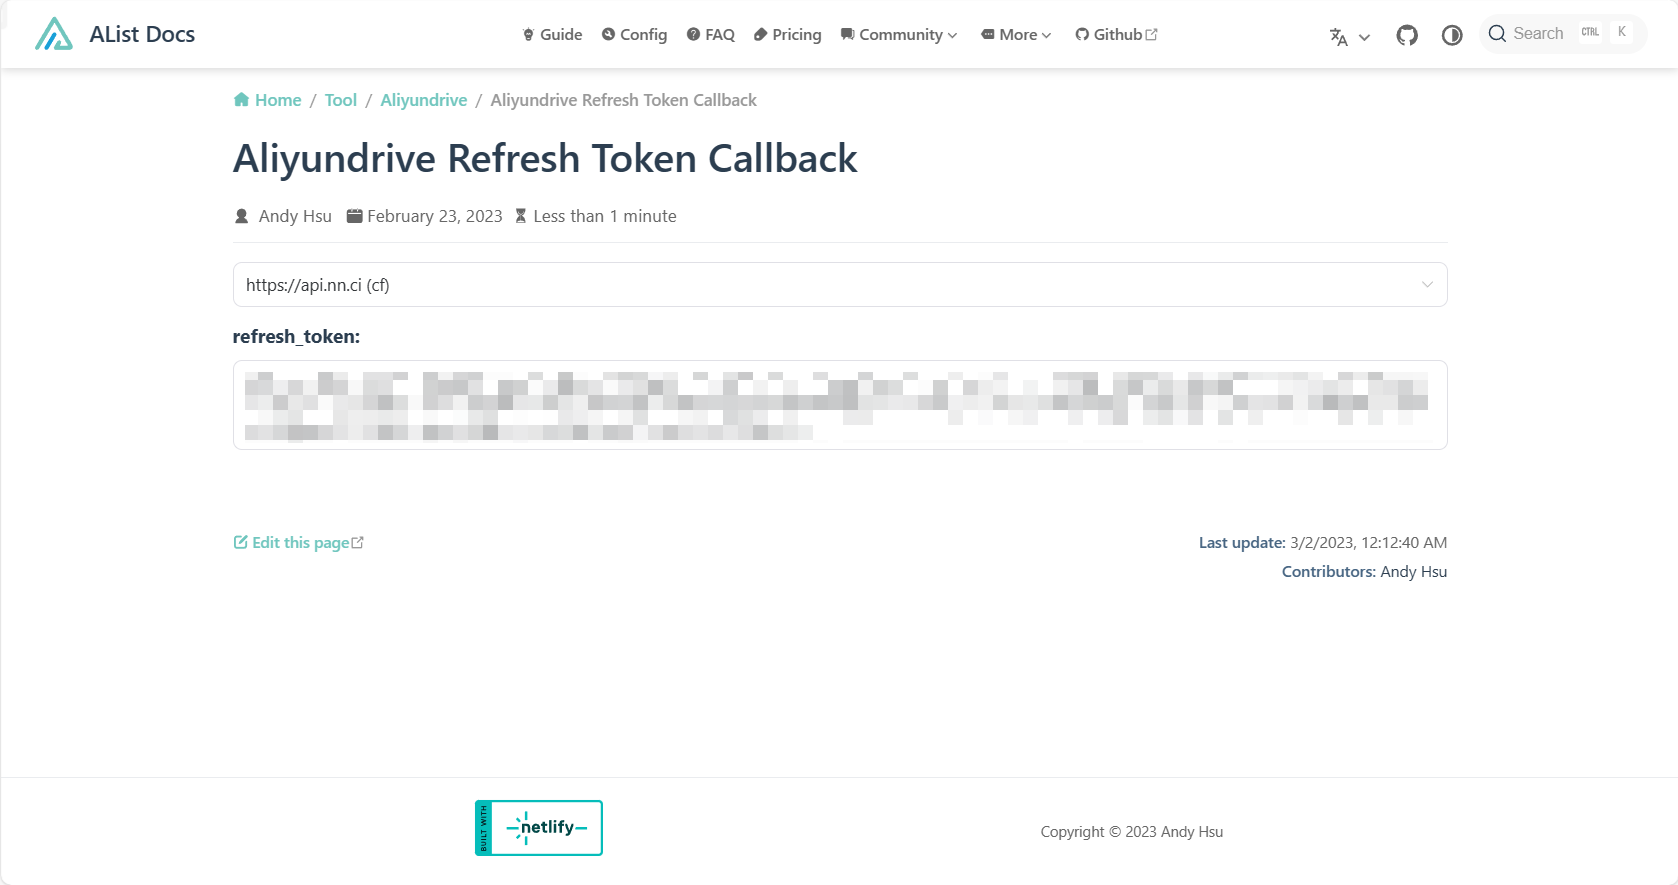 AList Docs
Guide Config FAQ Pricing Community More Github Search CTRL K
Home / Tool / Aliyundrive / Aliyundrive Refresh Token Callback
Aliyundrive Refresh Token Callback
Andy Hsu February 23, 2023 Less than 1 minute
https://api.nn.ci (cf)
refresh_token:
Edit this page
Last update: 3/2/2023, 12:12:40 AM
Contributors: Andy Hsu
BUILT WITH
netlify
Copyright © 2023 Andy Hsu